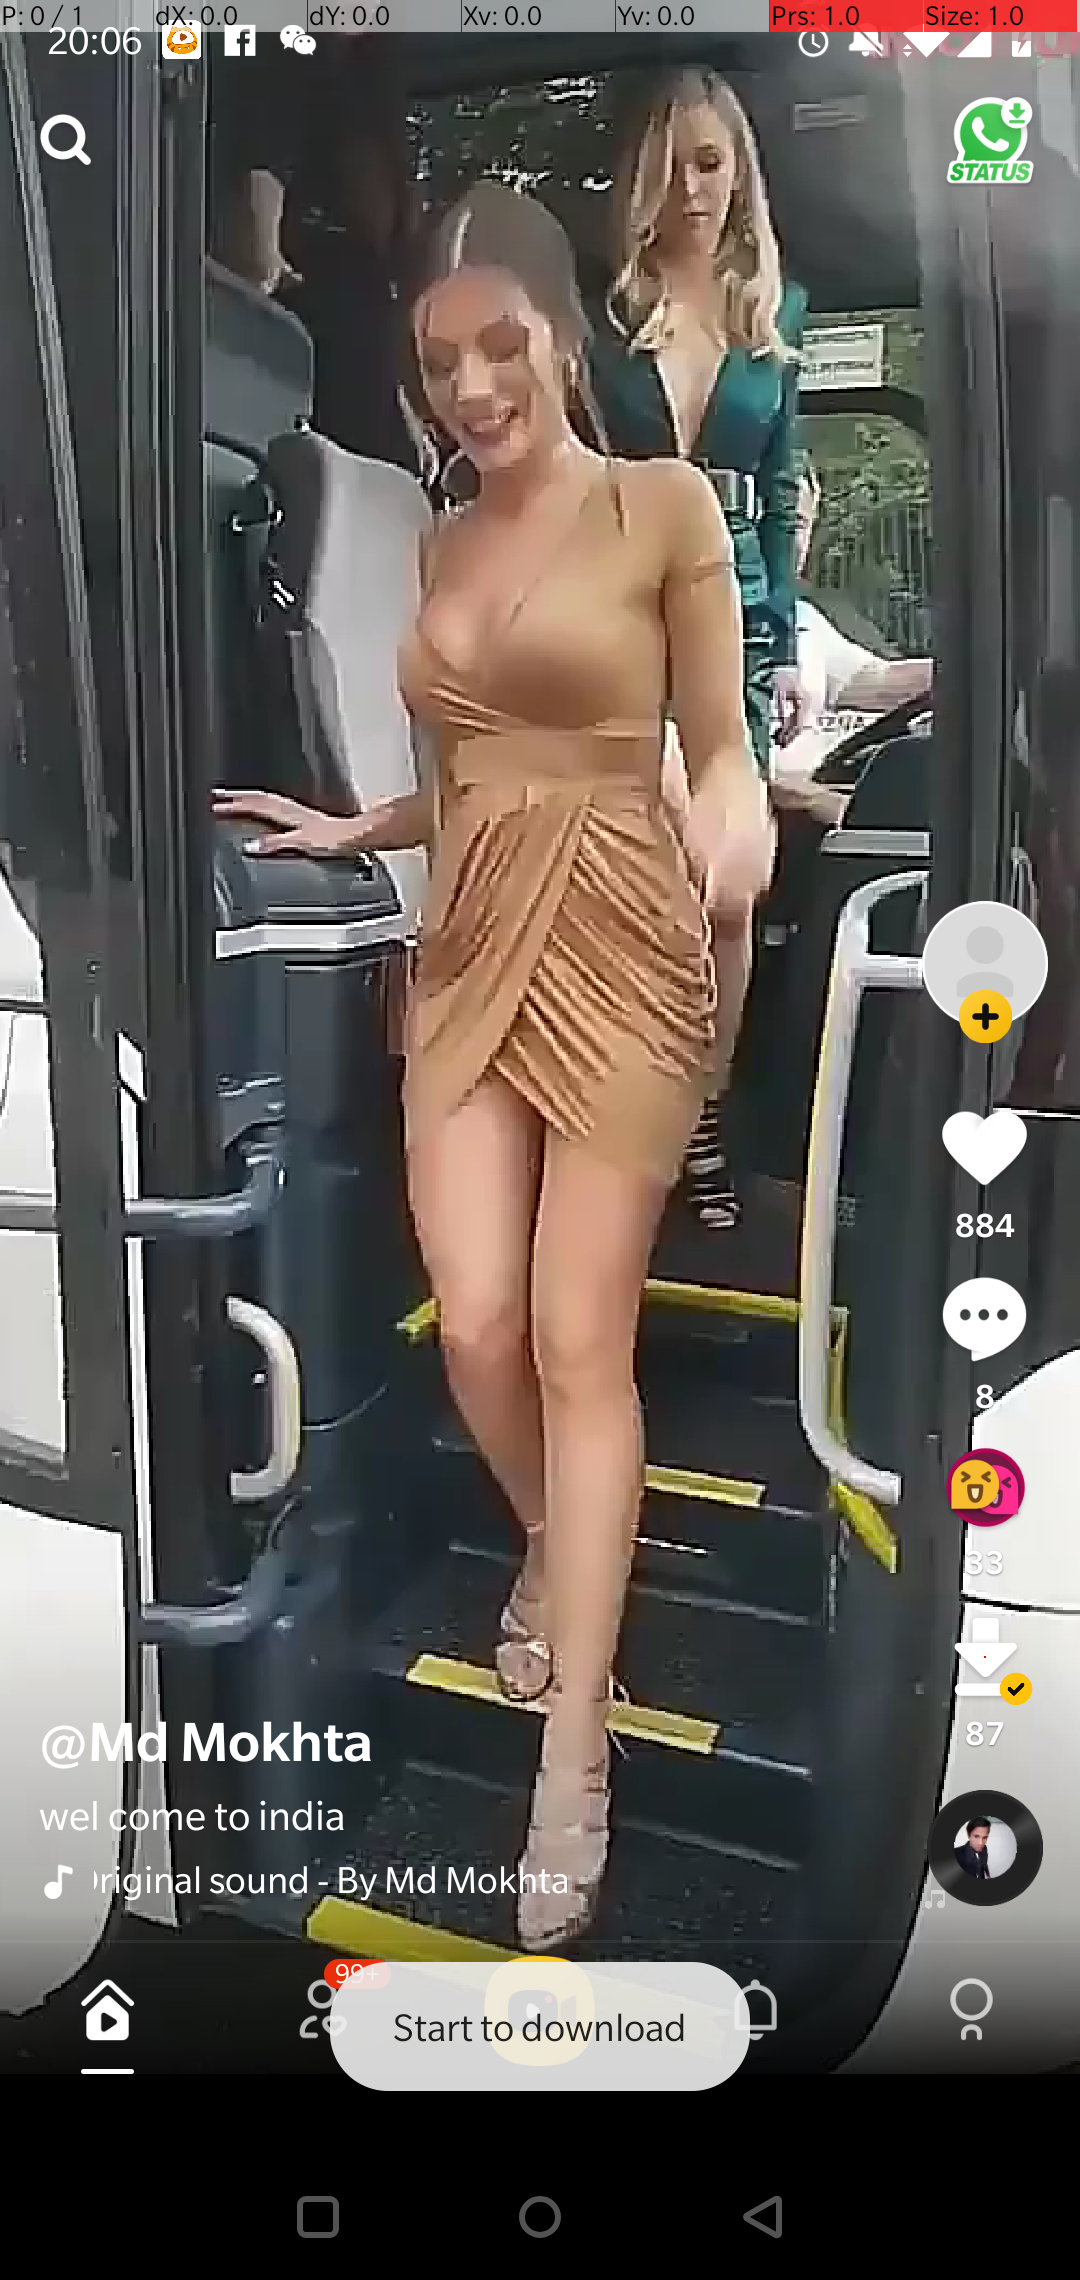 P: 0 / 1 dX: 0.0 dY: 0.0 Xv: 0.0 Yv: 0.0 Prs: 1.0 Size: 1.0
20:06
STATUS
884
8
33
87
@Md Mokhta
wel come to india
Original sound - By Md Mokhta
99+
Start to download